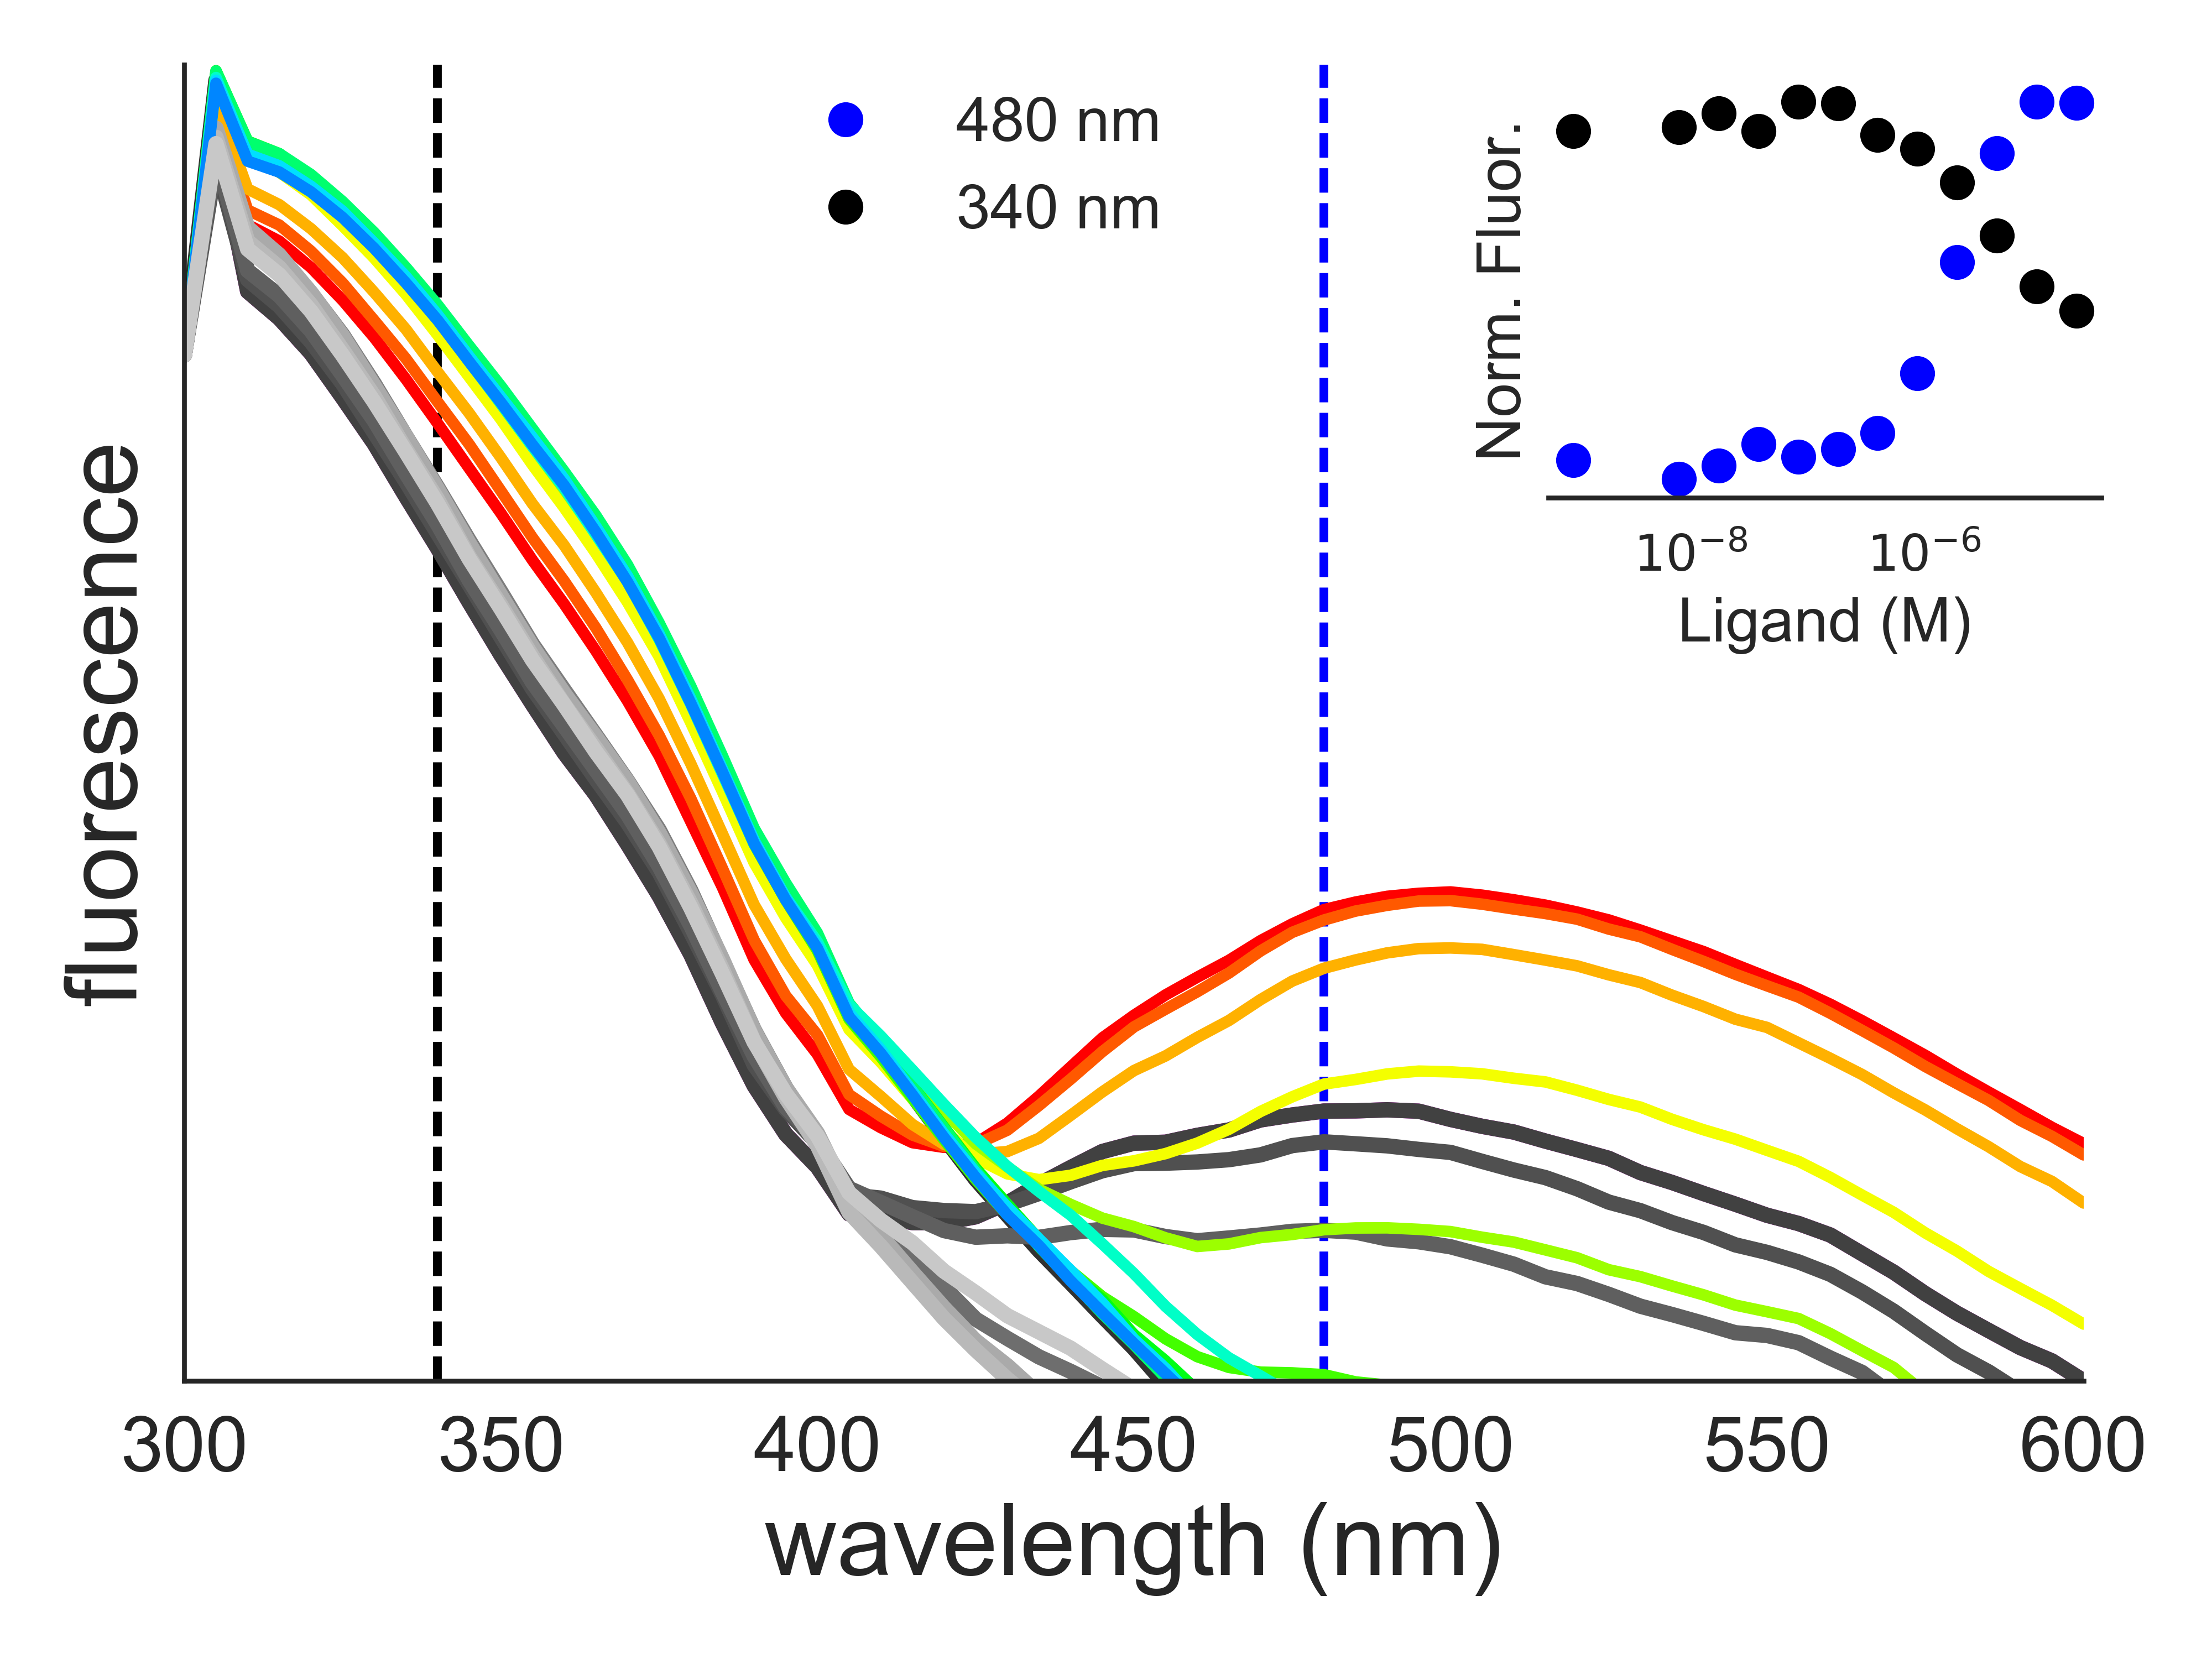 480 nm
340 nm
Norm. Fluor.
10⁻⁸ 10⁻⁶
Ligand (M)
fluorescence
300 350 400 450 500 550 600
wavelength (nm)